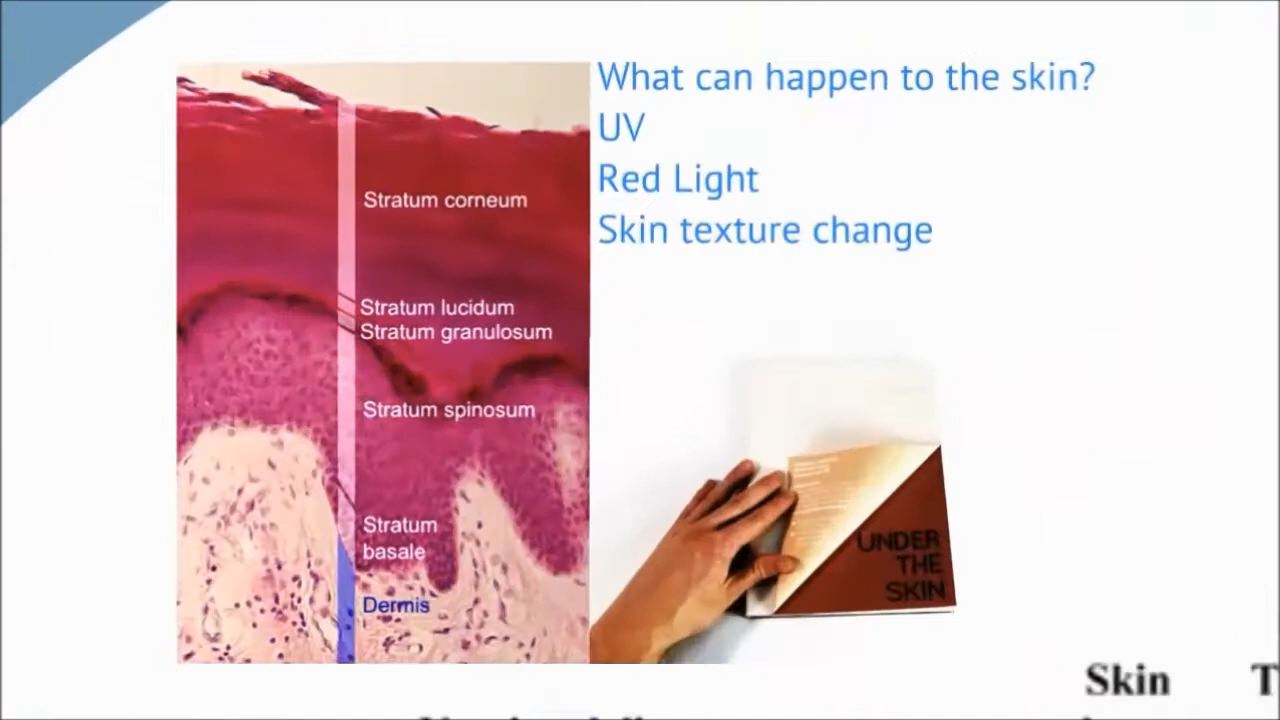 What can happen to the skin?
UV
Red Light
Skin texture change
Stratum corneum
Stratum lucidum
Stratum granulosum
Stratum spinosum
Stratum
basale
Dermis
UNDER
THE
SKIN
Skin